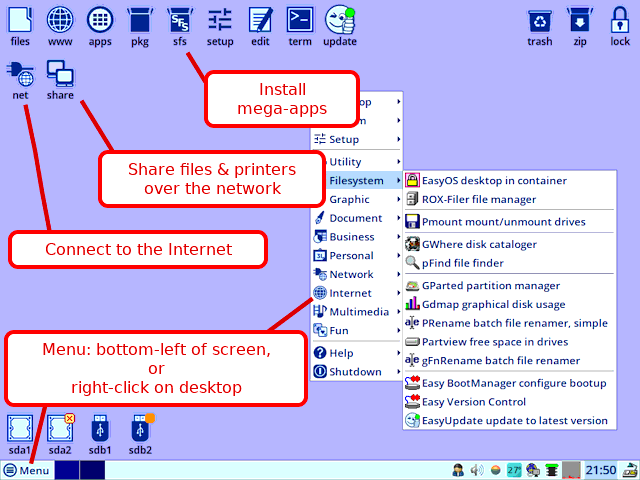 files
www
apps
pkg
sfs
setup
edit
term
update
trash
zip
lock
net
share
Install
mega-apps
Share files & printers
over the network
Connect to the Internet
Menu: bottom-left of screen,
or
right-click on desktop
Setup
Utility
Filesystem
Graphic
Document
Business
Personal
Network
Internet
Multimedia
Fun
Help
Shutdown
EasyOS desktop in container
ROX-Filer file manager
Pmount mount/unmount drives
GWhere disk cataloger
pFind file finder
GParted partition manager
Gdmap graphical disk usage
PRename batch file renamer, simple
Partview free space in drives
gFnRename batch file renamer
Easy BootManager configure bootup
Easy Version Control
EasyUpdate update to latest version
sda1
sda2
sdb1
sdb2
Menu
27°
21:50